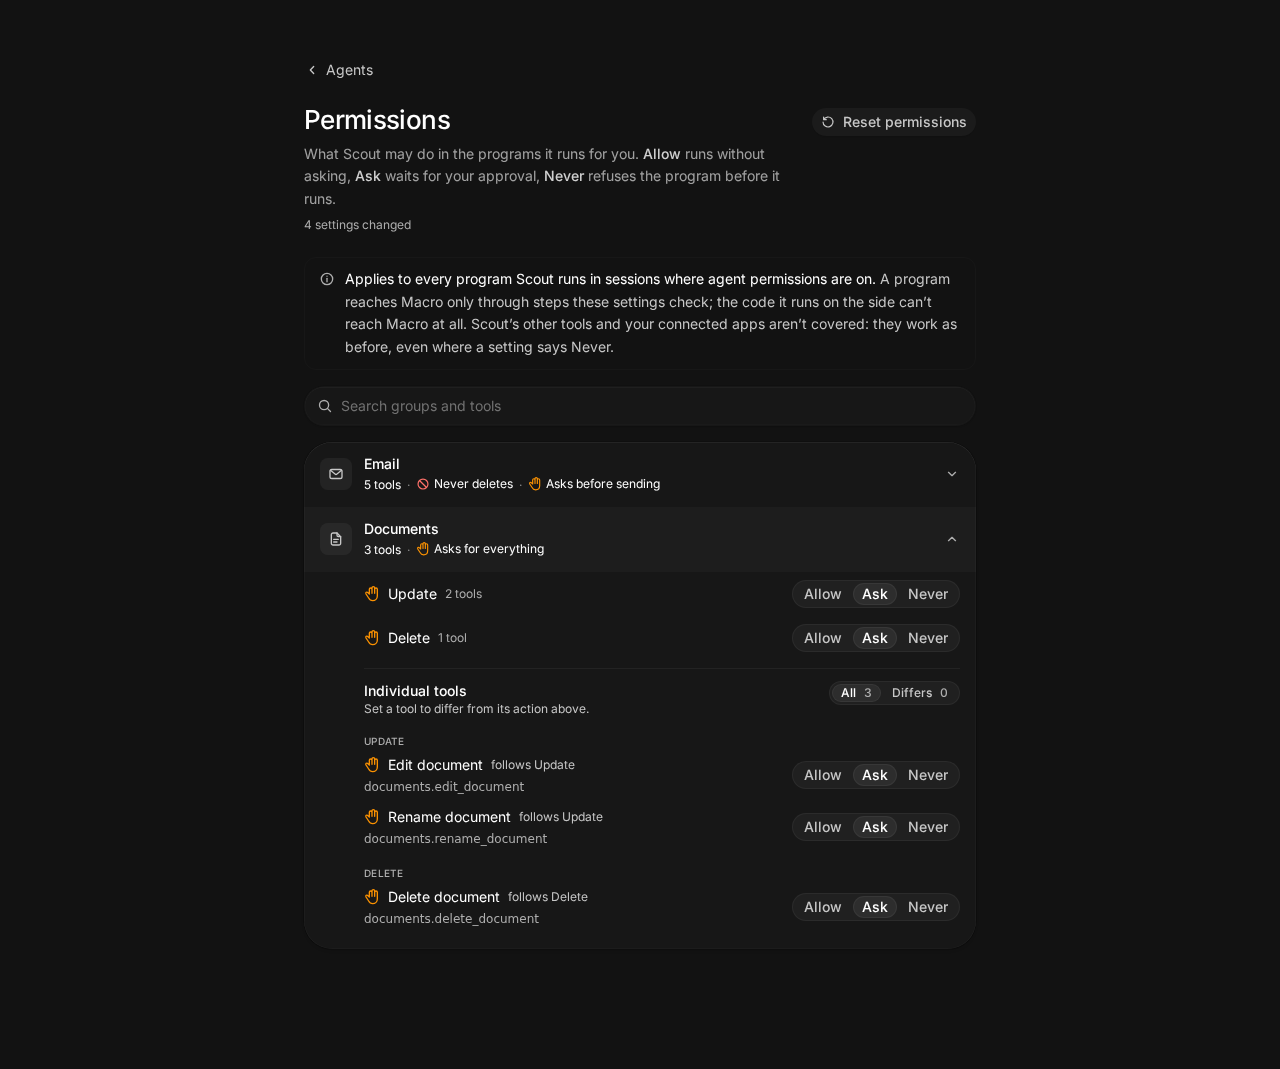 Agents
Permissions
Reset permissions
What Scout may do in the programs it runs for you. Allow runs without
asking, Ask waits for your approval, Never refuses the program before it
runs.
4 settings changed
Applies to every program Scout runs in sessions where agent permissions are on. A program
reaches Macro only through steps these settings check; the code it runs on the side can’t
reach Macro at all. Scout’s other tools and your connected apps aren’t covered: they work as
before, even where a setting says Never.
Search groups and tools
Email
5 tools · Never deletes · Asks before sending
Documents
3 tools · Asks for everything
Update 2 tools Allow Ask Never
Delete 1 tool Allow Ask Never
Individual tools All 3 Differs 0
Set a tool to differ from its action above.
UPDATE
Edit document follows Update Allow Ask Never
documents.edit_document
Rename document follows Update Allow Ask Never
documents.rename_document
DELETE
Delete document follows Delete Allow Ask Never
documents.delete_document